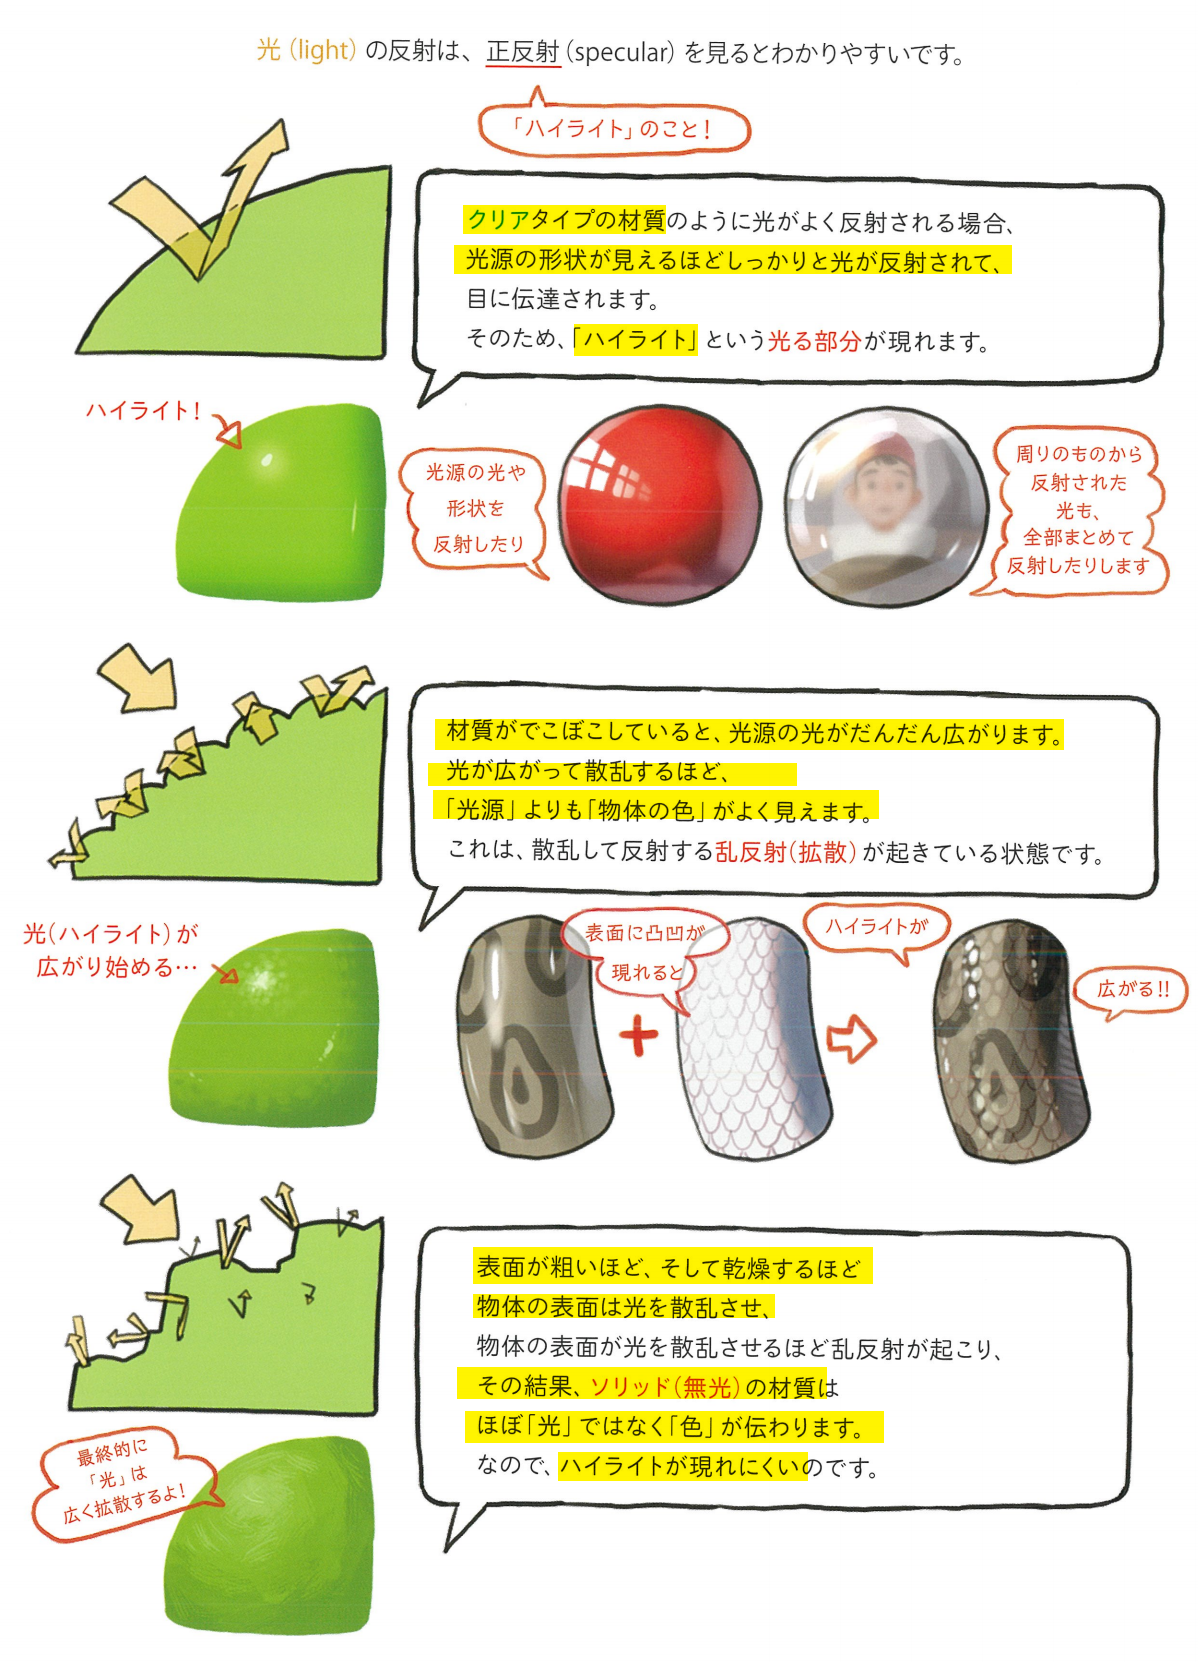 光（light）の反射は、正反射（specular）を見るとわかりやすいです。
「ハイライト」のこと！
クリアタイプの材質のように光がよく反射される場合、
光源の形状が見えるほどしっかりと光が反射されて、
目に伝達されます。
そのため、「ハイライト」という光る部分が現れます。
ハイライト！
光源の光や
形状を
反射したり
周りのものから
反射された
光も、
全部まとめて
反射したりします
材質がでこぼこしていると、光源の光がだんだん広がります。
光が広がって散乱するほど、
「光源」よりも「物体の色」がよく見えます。
これは、散乱して反射する乱反射（拡散）が起きている状態です。
光（ハイライト）が
広がり始める…
表面に凸凹が
現れると
ハイライトが
広がる!!
表面が粗いほど、そして乾燥するほど
物体の表面は光を散乱させ、
物体の表面が光を散乱させるほど乱反射が起こり、
その結果、ソリッド（無光）の材質は
ほぼ「光」ではなく「色」が伝わります。
なので、ハイライトが現れにくいのです。
最終的に
「光」は
広く拡散するよ！